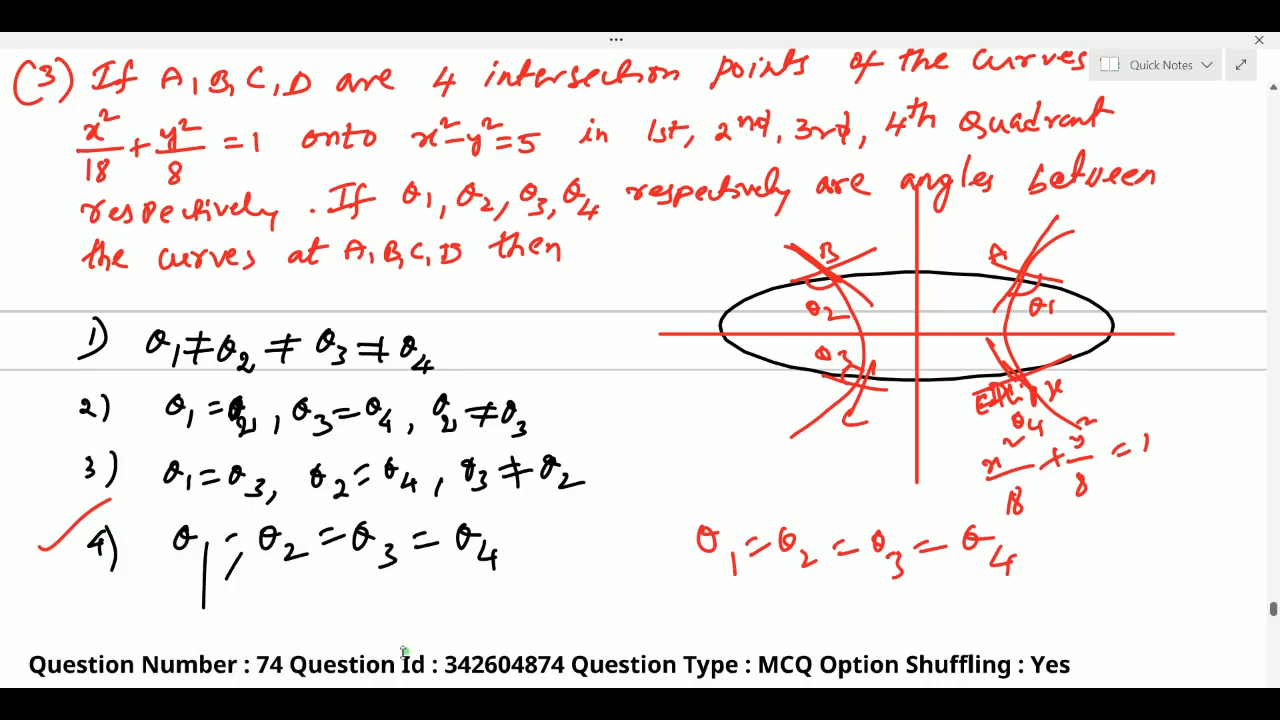 Quick Notes
(3) If A,B,C,D are 4 intersection points of the curves
x²/18 + y²/8 = 1 onto x²-y²=5 in 1st, 2nd, 3rd, 4th Quadrant
respectively. If θ1, θ2, θ3, θ4 respectively are angles between
the curves at A,B,C,D then
B
A
θ2
θ1
θ3
C
θ4
x²/18 + y²/8 = 1
1) θ1≠θ2≠θ3≠θ4
2) θ1=θ2, θ3=θ4, θ2≠θ3
3) θ1=θ3, θ2=θ4, θ3≠θ2
4) θ1=θ2=θ3=θ4
θ1=θ2=θ3=θ4
Question Number : 74 Question Id : 342604874 Question Type : MCQ Option Shuffling : Yes